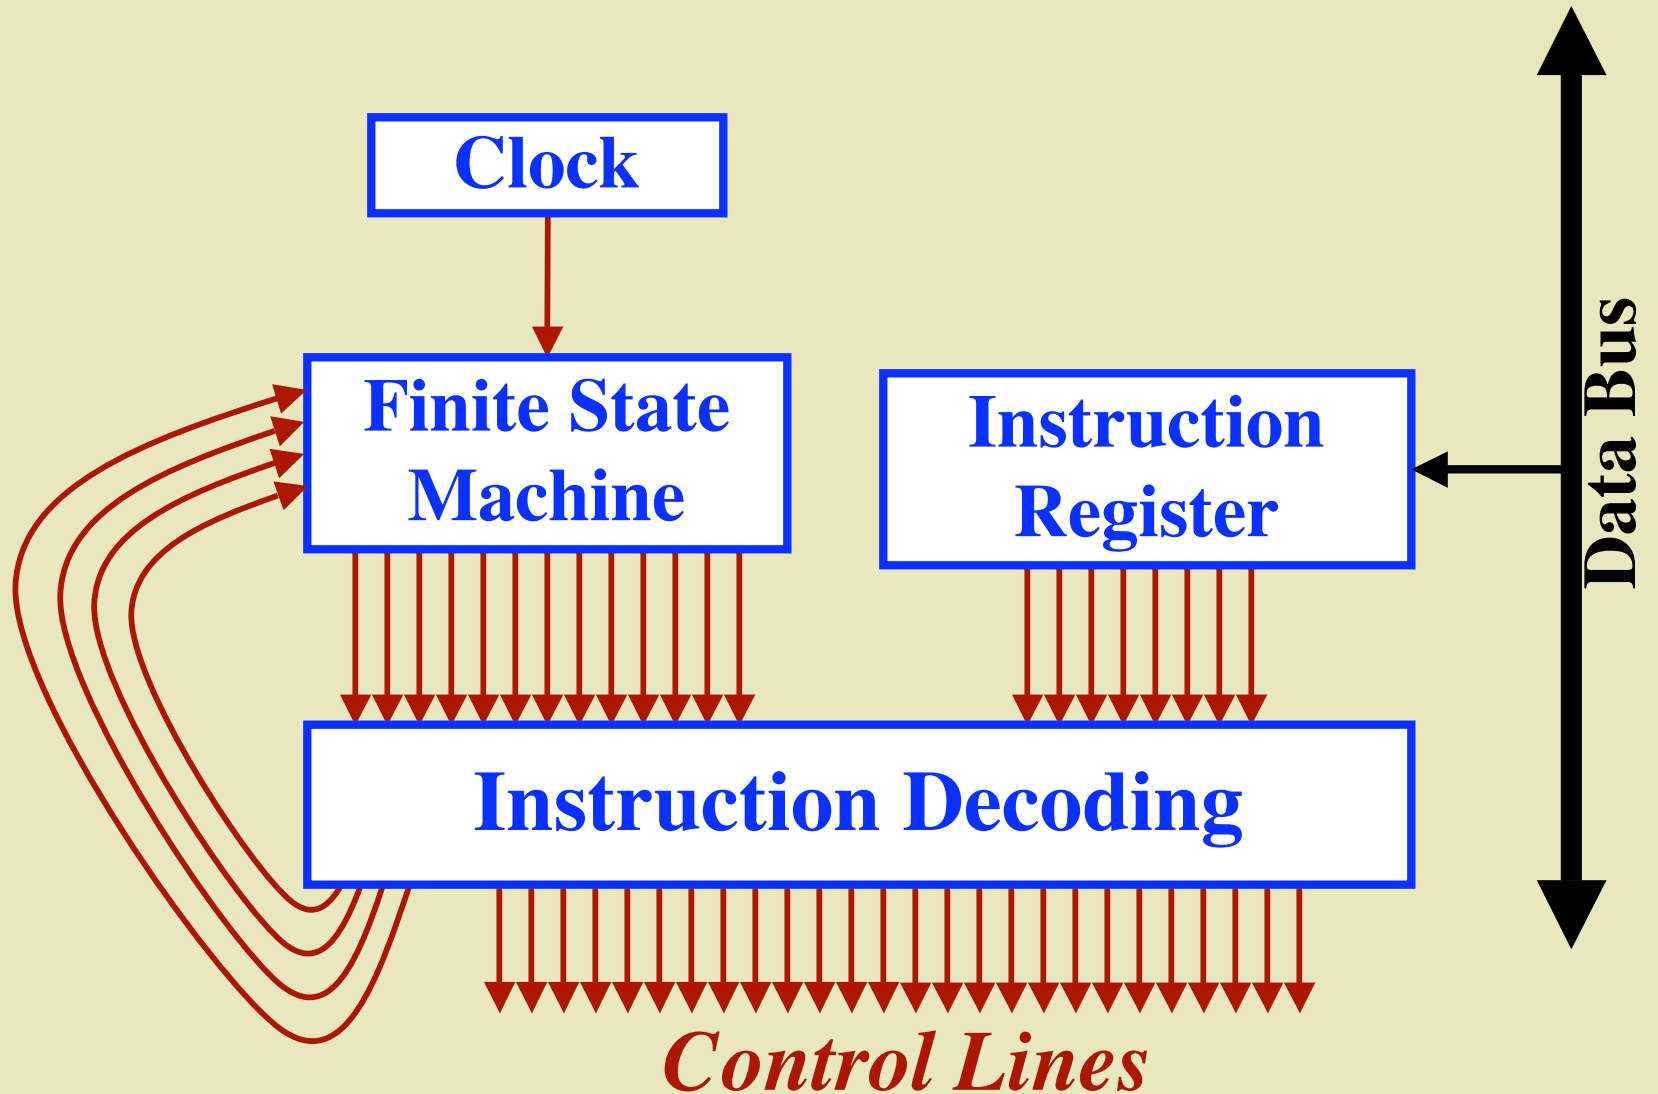 Clock
Finite State
Machine
Instruction
Register
Data Bus
Instruction Decoding
Control Lines